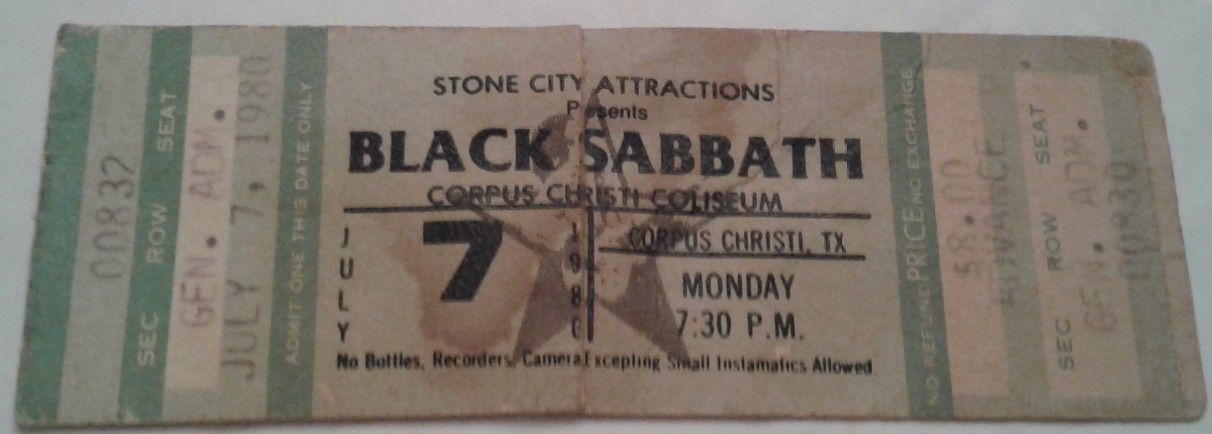 00832
SEC ROW SEAT
GEN. ADM.
JULY 7, 1980
ADMIT ONE THIS DATE ONLY
STONE CITY ATTRACTIONS
Presents
BLACK SABBATH
CORPUS CHRISTI COLISEUM
JULY
7
1980
CORPUS CHRISTI, TX
MONDAY
7:30 P.M.
No Bottles, Recorders, Camera Excepting Small Instamatics Allowed
NO REFUND PRICE NO EXCHANGE
$8.00
ADVANCE
SEC ROW SEAT
GEN. ADM.